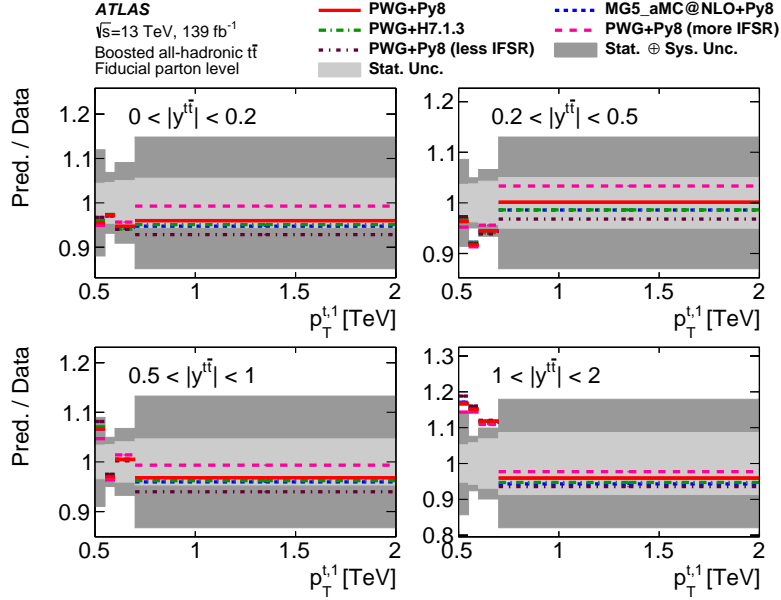 ATLAS
√s=13 TeV, 139 fb⁻¹
Boosted all-hadronic tt̄
Fiducial parton level
PWG+Py8
PWG+H7.1.3
PWG+Py8 (less IFSR)
Stat. Unc.
MG5_aMC@NLO+Py8
PWG+Py8 (more IFSR)
Stat. ⊕ Sys. Unc.
Pred. / Data
0 < |y^{tt̄}| < 0.2
1.2
1.1
1
0.9
0.5 1 1.5 2
p_T^{t,1} [TeV]
0.2 < |y^{tt̄}| < 0.5
1.2
1.1
1
0.9
0.5 1 1.5 2
p_T^{t,1} [TeV]
Pred. / Data
0.5 < |y^{tt̄}| < 1
1.2
1.1
1
0.9
0.5 1 1.5 2
p_T^{t,1} [TeV]
1 < |y^{tt̄}| < 2
1.3
1.2
1.1
1
0.9
0.8
0.5 1 1.5 2
p_T^{t,1} [TeV]